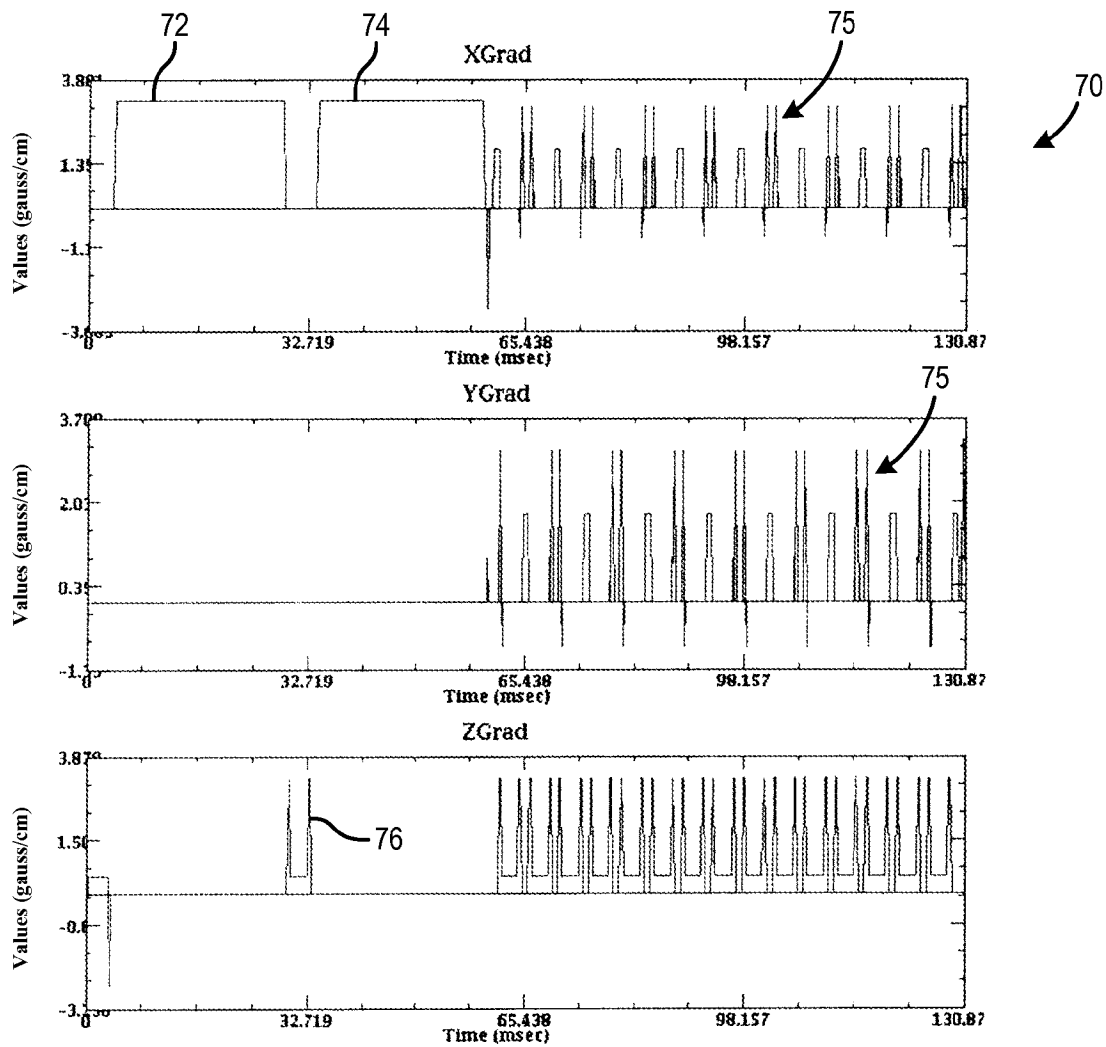 72
74
75
70
XGrad
1.35
-1.1
Values (gauss/cm)
0
32.719
65.438
98.157
130.87
Time (msec)
75
YGrad
2.03
0.35
Values (gauss/cm)
0
32.719
65.438
98.157
130.87
Time (msec)
ZGrad
1.50
76
Values (gauss/cm)
0
32.719
65.438
98.157
130.87
Time (msec)